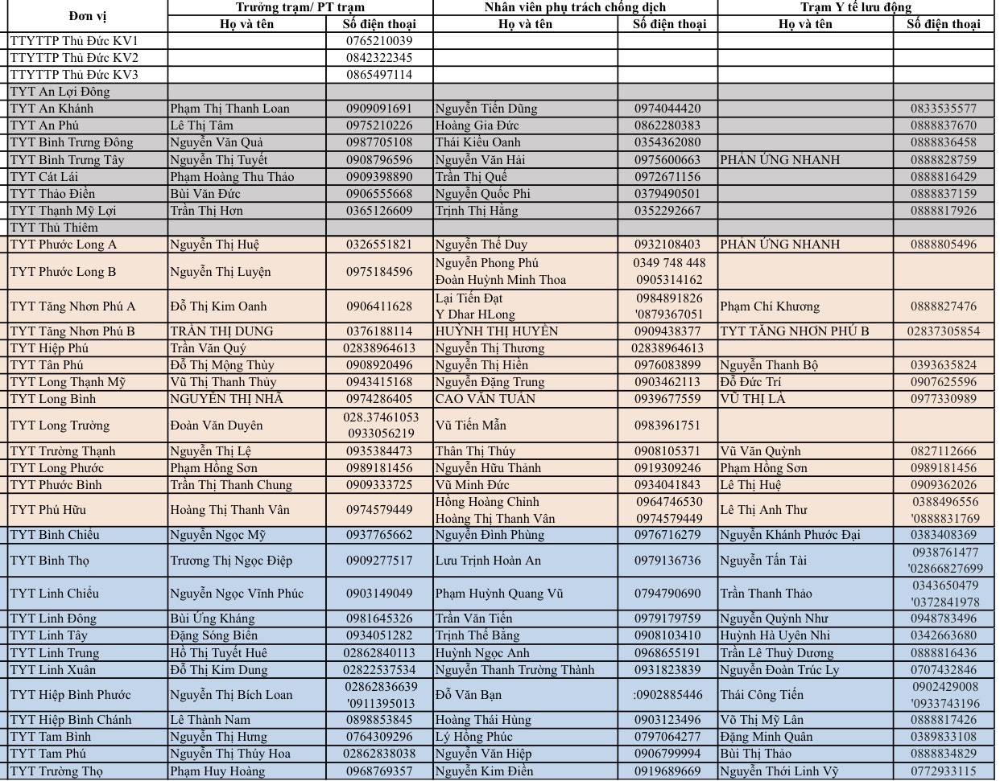 Đơn vị Trưởng trạm/ PT trạm Nhân viên phụ trách chống dịch Trạm Y tế lưu động
Họ và tên Số điện thoại Họ và tên Số điện thoại Họ và tên Số điện thoại
TTYTTP Thủ Đức KV1 0765210039
TTYTTP Thủ Đức KV2 0842322345
TTYTTP Thủ Đức KV3 0865497114
TYT An Lợi Đông
TYT An Khánh Phạm Thị Thanh Loan 0909091691 Nguyễn Tiến Dũng 0974044420 0833535577
TYT An Phú Lê Thị Tâm 0975210226 Hoàng Gia Đức 0862280383 0888837670
TYT Bình Trưng Đông Nguyễn Văn Quả 0987705108 Thái Kiều Oanh 0354362080 0888836458
TYT Bình Trưng Tây Nguyễn Thị Tuyết 0908796596 Nguyễn Văn Hải 0975600663 PHẢN ỨNG NHANH 0888828759
TYT Cát Lái Phạm Hoàng Thu Thảo 0909398890 Trần Thị Quế 0972671156 0888816429
TYT Thảo Điền Bùi Văn Đức 0906555668 Nguyễn Quốc Phi 0379490501 0888837159
TYT Thạnh Mỹ Lợi Trần Thị Hơn 0365126609 Trịnh Thị Hằng 0352292667 0888817926
TYT Thủ Thiêm
TYT Phước Long A Nguyễn Thị Huệ 0326551821 Nguyễn Thế Duy 0932108403 PHẢN ỨNG NHANH 0888805496
TYT Phước Long B Nguyễn Thị Luyện 0975184596 Nguyễn Phong Phú 0349 748 448
Đoàn Huỳnh Minh Thoa 0905314162
TYT Tăng Nhơn Phú A Đỗ Thị Kim Oanh 0906411628 Lại Tiến Đạt 0984891826 Phạm Chí Khương 0888827476
Y Dhar HLong '0879367051
TYT Tăng Nhơn Phú B TRẦN THỊ DUNG 0376188114 HUỲNH THỊ HUYỀN 0909438377 TYT TĂNG NHƠN PHÚ B 02837305854
TYT Hiệp Phú Trần Văn Quý 02838964613 Nguyễn Thị Thương 02838964613
TYT Tân Phú Đỗ Thị Mộng Thùy 0908920496 Nguyễn Thị Hiền 0976083899 Nguyễn Thanh Bộ 0393635824
TYT Long Thạnh Mỹ Vũ Thị Thanh Thủy 0943415168 Nguyễn Đặng Trung 0903462113 Đỗ Đức Trí 0907625596
TYT Long Bình NGUYỄN THỊ NHÃ 0974286405 CAO VĂN TUẤN 0939677559 VŨ THỊ LÀ 0977330989
TYT Long Trường Đoàn Văn Duyên 028.37461053 Vũ Tiến Mẫn 0983961751
0933056219
TYT Trường Thạnh Nguyễn Thị Lệ 0935384473 Thân Thị Thúy 0908105371 Vũ Văn Quỳnh 0827112666
TYT Long Phước Phạm Hồng Sơn 0989181456 Nguyễn Hữu Thảnh 0919309246 Phạm Hồng Sơn 0989181456
TYT Phước Bình Trần Thị Thanh Chung 0909333725 Vũ Minh Đức 0934041843 Lê Thị Huệ 0909362026
TYT Phú Hữu Hoàng Thị Thanh Vân 0974579449 Hồng Hoàng Chỉnh 0964746530 Lê Thị Anh Thư 0388496556
Hoàng Thị Thanh Vân 0974579449 '0888831769
TYT Bình Chiểu Nguyễn Ngọc Mỹ 0937765662 Nguyễn Đình Phùng 0976716279 Nguyễn Khánh Phước Đại 0383408369
TYT Bình Thọ Trương Thị Ngọc Điệp 0909277517 Lưu Trịnh Hoàn An 0979136736 Nguyễn Tấn Tài 0938761477
'02866827699
TYT Linh Chiểu Nguyễn Ngọc Vĩnh Phúc 0903149049 Phạm Huỳnh Quang Vũ 0794790690 Trần Thanh Thảo 0343650479
'0372841978
TYT Linh Đông Bùi Ứng Kháng 0981645326 Trần Văn Tiến 0979179759 Nguyễn Quỳnh Như 0948783496
TYT Linh Tây Đặng Sóng Biển 0934051282 Trịnh Thế Bằng 0908103410 Huỳnh Hà Uyên Nhi 0342663680
TYT Linh Trung Hồ Thị Tuyết Huê 02862840113 Huỳnh Ngọc Anh 0968655191 Trần Lê Thuỳ Dương 0888816436
TYT Linh Xuân Đỗ Thị Kim Dung 02822537534 Nguyễn Thanh Trường Thành 0931823839 Nguyễn Đoàn Trúc Ly 0707432846
TYT Hiệp Bình Phước Nguyễn Thị Bích Loan 02862836639 Đỗ Văn Bạn :0902885446 Thái Công Tiến 0902429008
'0911395013 '0933743196
TYT Hiệp Bình Chánh Lê Thành Nam 0898853845 Hoàng Thái Hùng 0903123496 Võ Thị Mỹ Lân 0888817426
TYT Tam Bình Nguyễn Thị Hưng 0764309296 Lý Hồng Phúc 0797064277 Đặng Minh Quân 0389833108
TYT Tam Phú Nguyễn Thị Thúy Hoa 02862838038 Nguyễn Văn Hiệp 0906799994 Bùi Thị Thảo 0888834829
TYT Trường Thọ Phạm Huy Hoàng 0968769357 Nguyễn Kim Điền 0919689669 Nguyễn Thới Linh Vỹ 0772933115